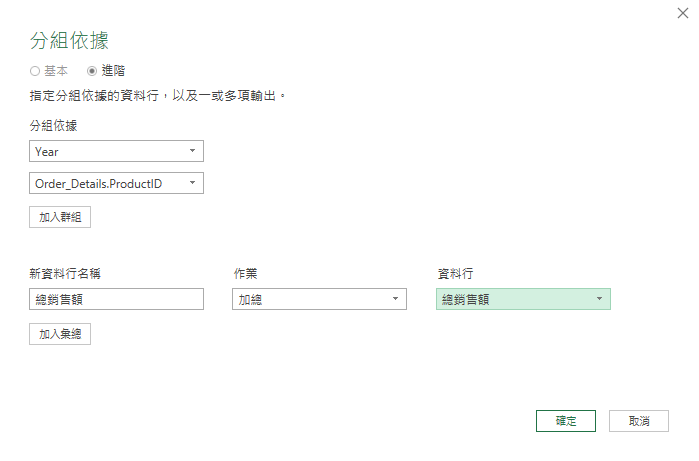 分組依據
基本 進階
指定分組依據的資料行，以及一或多項輸出。
分組依據
Year
Order_Details.ProductID
加入群組
新資料行名稱 作業 資料行
總銷售額 加總 總銷售額
加入彙總
確定 取消